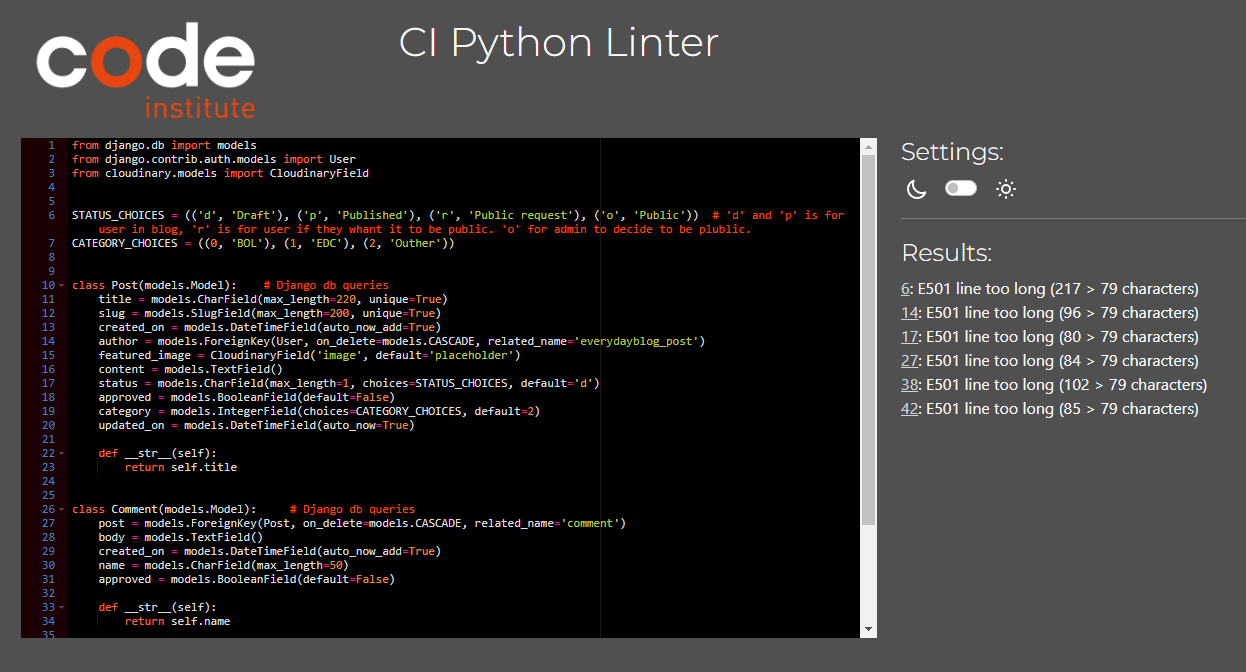 code
institute
CI Python Linter
1 from django.db import models
2 from django.contrib.auth.models import User
3 from cloudinary.models import CloudinaryField
4
5
6 STATUS_CHOICES = (('d', 'Draft'), ('p', 'Published'), ('r', 'Public request'), ('o', 'Public'))  # 'd' and 'p' is for
user in blog, 'r' is for user if they whant it to be public. 'o' for admin to decide to be plublic.
7 CATEGORY_CHOICES = ((0, 'BOL'), (1, 'EDC'), (2, 'Outher'))
8
9
10 class Post(models.Model):    # Django db queries
11     title = models.CharField(max_length=220, unique=True)
12     slug = models.SlugField(max_length=200, unique=True)
13     created_on = models.DateTimeField(auto_now_add=True)
14     author = models.ForeignKey(User, on_delete=models.CASCADE, related_name='everydayblog_post')
15     featured_image = CloudinaryField('image', default='placeholder')
16     content = models.TextField()
17     status = models.CharField(max_length=1, choices=STATUS_CHOICES, default='d')
18     approved = models.BooleanField(default=False)
19     category = models.IntegerField(choices=CATEGORY_CHOICES, default=2)
20     updated_on = models.DateTimeField(auto_now=True)
21
22     def __str__(self):
23         return self.title
24
25
26 class Comment(models.Model):     # Django db queries
27     post = models.ForeignKey(Post, on_delete=models.CASCADE, related_name='comment')
28     body = models.TextField()
29     created_on = models.DateTimeField(auto_now_add=True)
30     name = models.CharField(max_length=50)
31     approved = models.BooleanField(default=False)
32
33     def __str__(self):
34         return self.name
35
Settings:
Results:
6: E501 line too long (217 > 79 characters)
14: E501 line too long (96 > 79 characters)
17: E501 line too long (80 > 79 characters)
27: E501 line too long (84 > 79 characters)
38: E501 line too long (102 > 79 characters)
42: E501 line too long (85 > 79 characters)